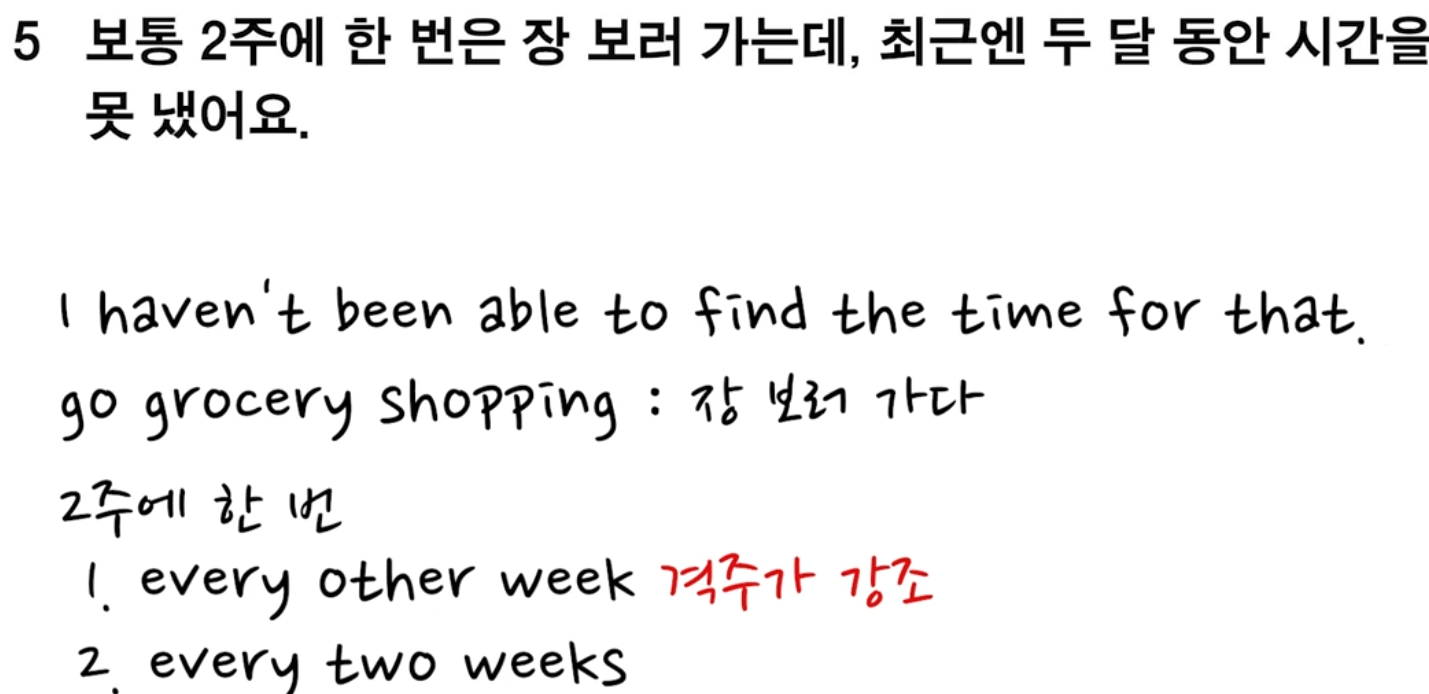 5 보통 2주에 한 번은 장 보러 가는데, 최근엔 두 달 동안 시간을
못 냈어요.
I haven't been able to find the time for that.
go grocery shopping : 장 보러 가다
2주에 한 번
1. every other week 격주가 강조
2. every two weeks